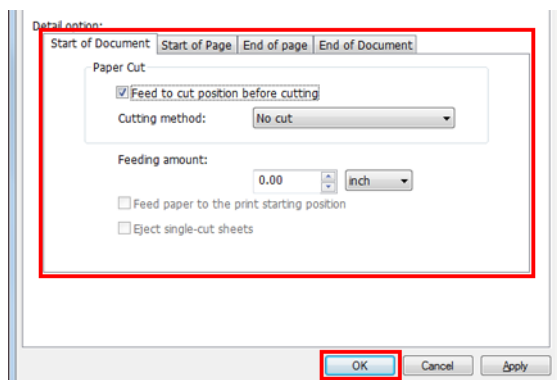 Detail option:
Start of Document Start of Page End of page End of Document
Paper Cut
Feed to cut position before cutting
Cutting method: No cut
Feeding amount:
0.00 inch
Feed paper to the print starting position
Eject single-cut sheets
OK Cancel Apply